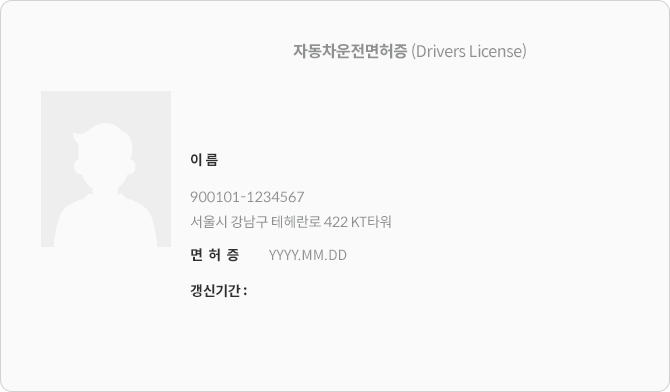 자동차운전면허증 (Drivers License)
이 름
900101-1234567
서울시 강남구 테헤란로 422 KT타워
면 허 증 YYYY.MM.DD
갱신기간 :